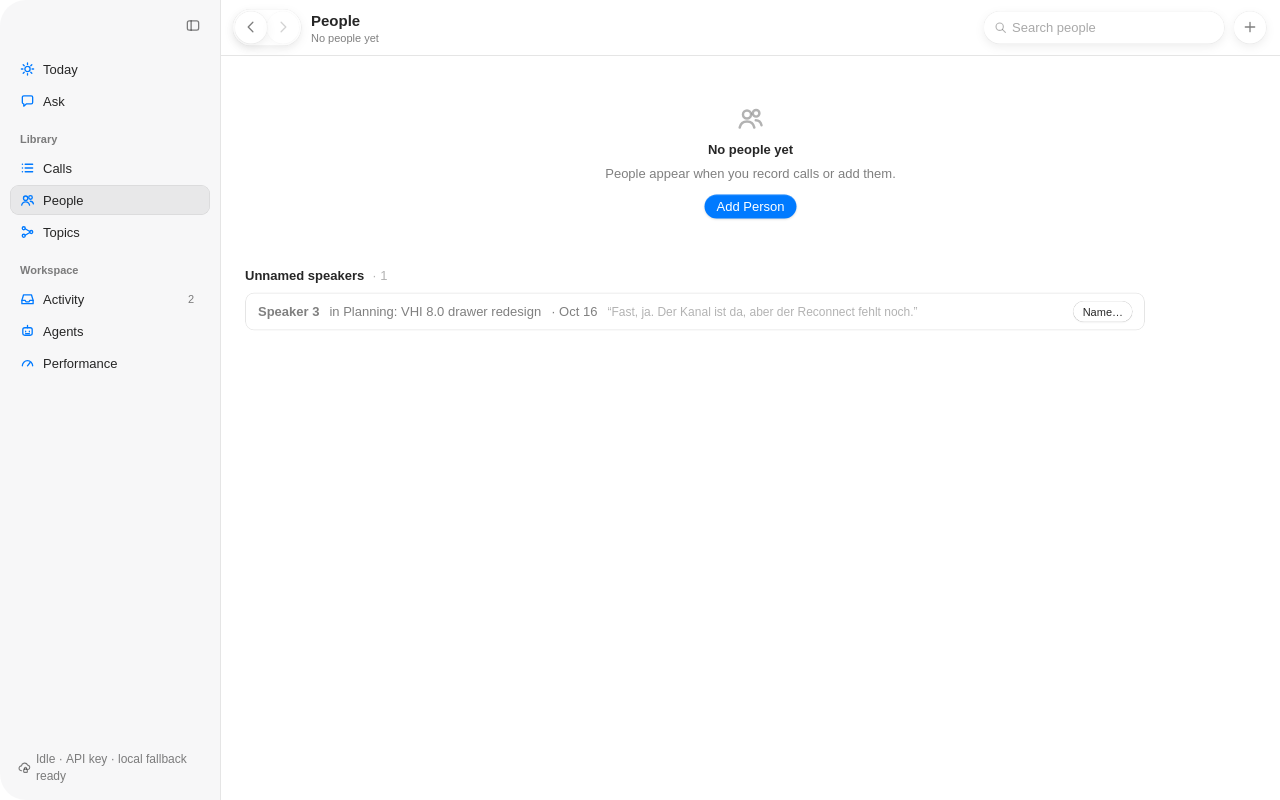 Today
Ask
Library
Calls
People
Topics
Workspace
Activity 2
Agents
Performance
Idle · API key · local fallback
ready
People
No people yet
Search people
No people yet
People appear when you record calls or add them.
Add Person
Unnamed speakers · 1
Speaker 3 in Planning: VHI 8.0 drawer redesign · Oct 16 “Fast, ja. Der Kanal ist da, aber der Reconnect fehlt noch.” Name…